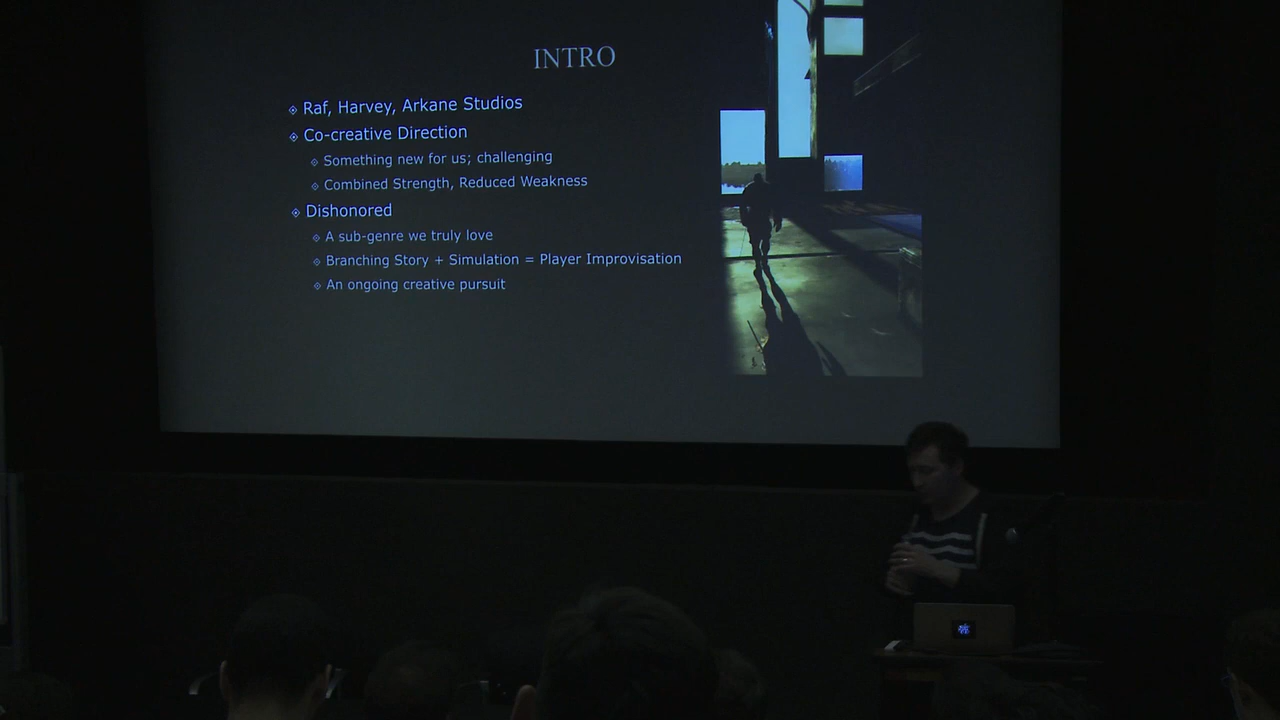 INTRO
Raf, Harvey, Arkane Studios
Co-creative Direction
Something new for us; challenging
Combined Strength, Reduced Weakness
Dishonored
A sub-genre we truly love
Branching Story + Simulation = Player Improvisation
An ongoing creative pursuit